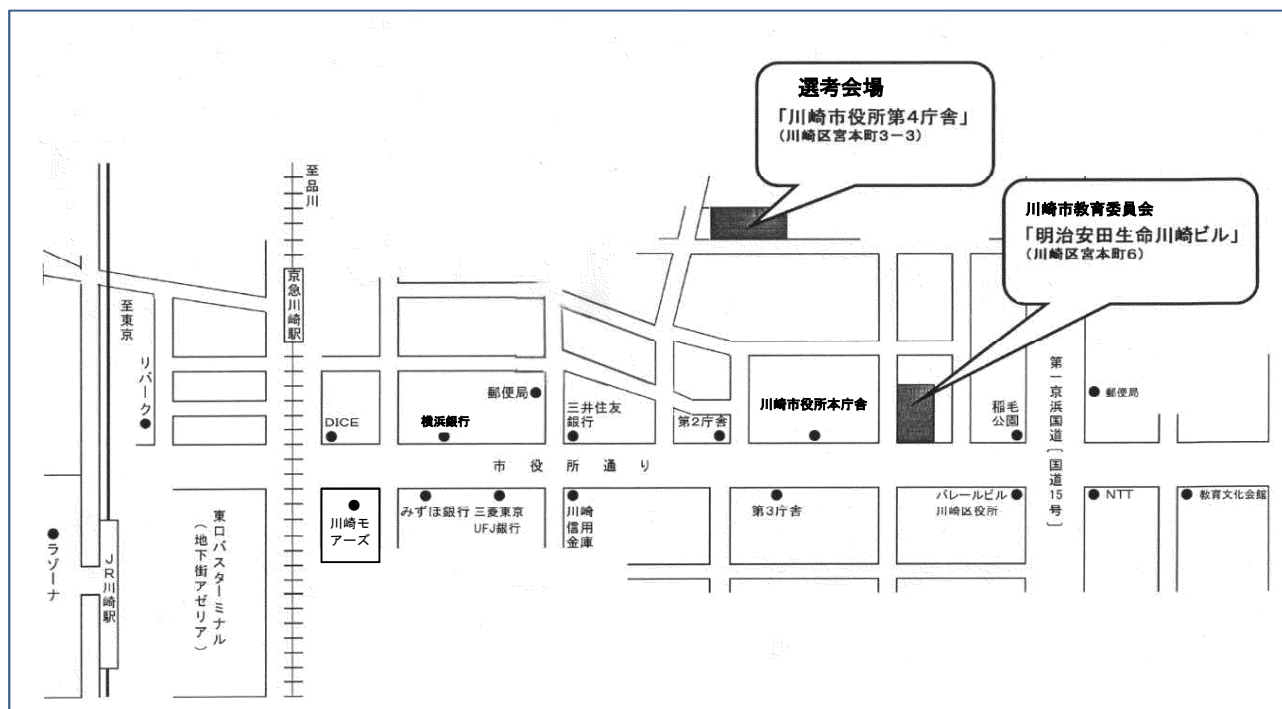 選考会場
「川崎市役所第4庁舎」
(川崎区宮本町3－3)
川崎市教育委員会
「明治安田生命川崎ビル」
(川崎区宮本町6)
至品川
京急川崎駅
至東京
リバーク
DICE
横浜銀行
郵便局
三井住友
銀行
第2庁舎
川崎市役所本庁舎
稲毛
公園
第一京浜国道〔国道15号〕
郵便局
市役所通り
ラゾーナ
JR川崎駅
東口バスターミナル
(地下街アゼリア)
川崎モ
アーズ
みずほ銀行
三菱東京
UFJ銀行
川崎
信用
金庫
第3庁舎
パレールビル
川崎区役所
NTT
教育文化会館